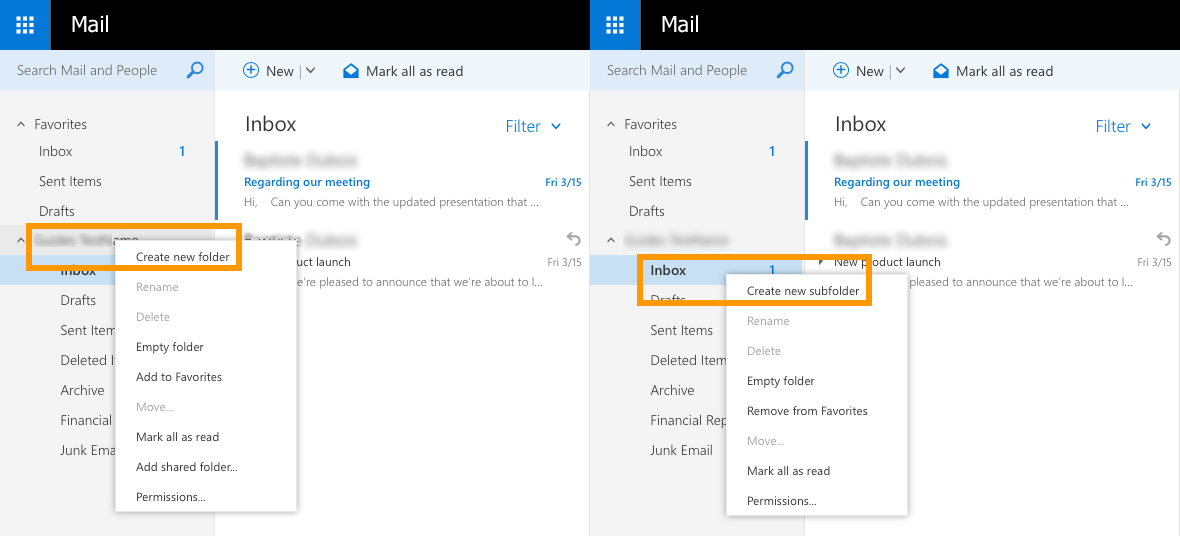 Mail
Search Mail and People
New
Mark all as read
Favorites
Inbox 1
Sent Items
Drafts
Inbox
Drafts
Sent Item
Deleted I
Archive
Financial
Junk Ema
Create new folder
Rename
Delete
Empty folder
Add to Favorites
Move...
Mark all as read
Add shared folder...
Permissions...
Inbox
Filter
Regarding our meeting Fri 3/15
Hi, Can you come with the updated presentation that ...
uct launch Fri 3/15
're pleased to announce that we're about to l...
Mail
Search Mail and People
New
Mark all as read
Favorites
Inbox 1
Sent Items
Drafts
Inbox 1
Drafts
Sent Items
Deleted Item
Archive
Financial Rep
Junk Email
Create new subfolder
Rename
Delete
Empty folder
Remove from Favorites
Move...
Mark all as read
Permissions...
Inbox
Filter
Regarding our meeting Fri 3/15
Hi, Can you come with the updated presentation that ...
New product launch Fri 3/15
pleased to announce that we're about to l...